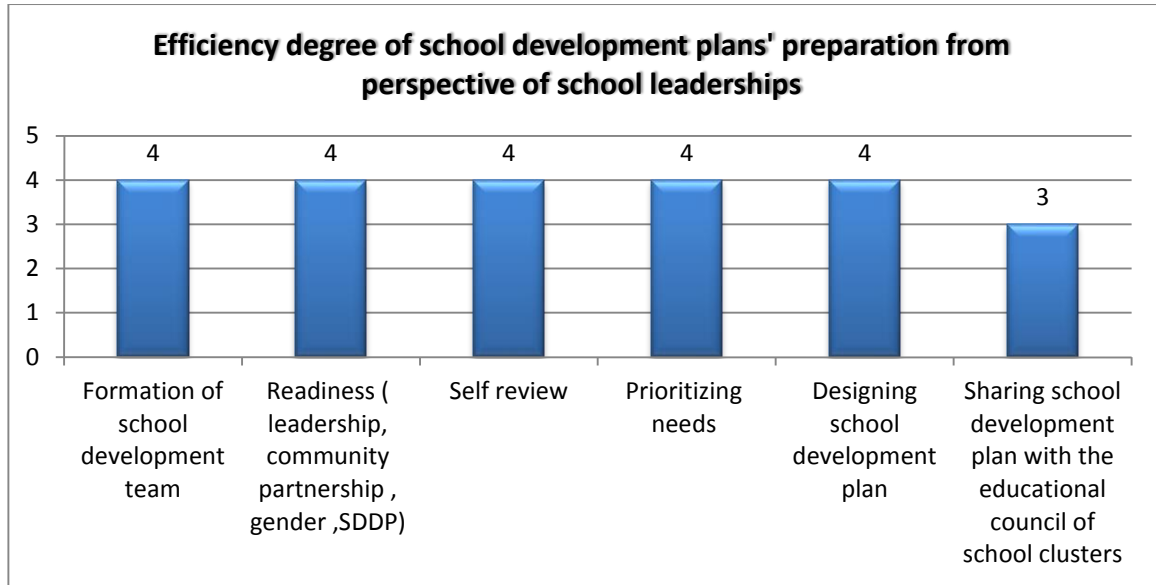 Efficiency degree of school development plans' preparation from
perspective of school leaderships
5
4
3
2
1
0
4
4
4
4
4
3
Formation of
school
development
team
Readiness (
leadership,
community
partnership ,
gender ,SDDP)
Self review
Prioritizing
needs
Designing
school
development
plan
Sharing school
development
plan with the
educational
council of
school clusters